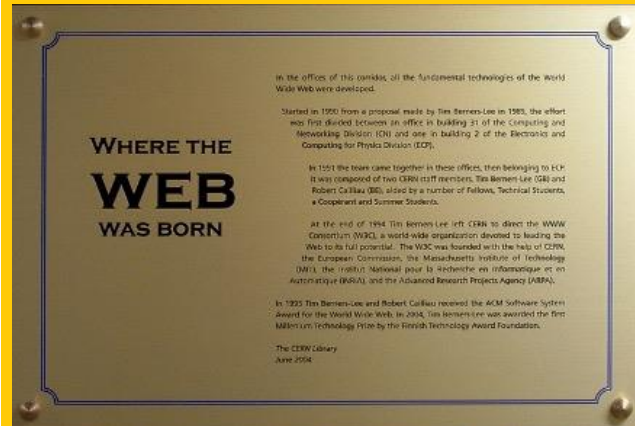 WHERE THE
WEB
WAS BORN
In the offices of this corridor, all the fundamental technologies of the World
Wide Web were developed.
Started in 1990 from a proposal made by Tim Berners-Lee in 1989, the effort
was first divided between an office in building 31 of the Computing and
Networking Division (CN) and one in building 2 of the Electronics and
Computing for Physics Division (ECP).
In 1991 the team came together in these offices, then belonging to ECP.
It was composed of two CERN staff members, Tim Berners-Lee (GB) and
Robert Cailliau (BE), aided by a number of Fellows, Technical Students,
a Coopérant and Summer Students.
At the end of 1994 Tim Berners-Lee left CERN to direct the WWW
Consortium (W3C), a world-wide organization devoted to leading the
Web to its full potential. The W3C was founded with the help of CERN,
the European Commission, the Massachusetts Institute of Technology
(MIT), the Institut National pour la Recherche en Informatique et en
Automatique (INRIA), and the Advanced Research Projects Agency (ARPA).
In 1995 Tim Berners-Lee and Robert Cailliau received the ACM Software System
Award for the World Wide Web. In 2004, Tim Berners-Lee was awarded the first
Millenium Technology Prize by the Finnish Technology Award Foundation.
The CERN Library
June 2004